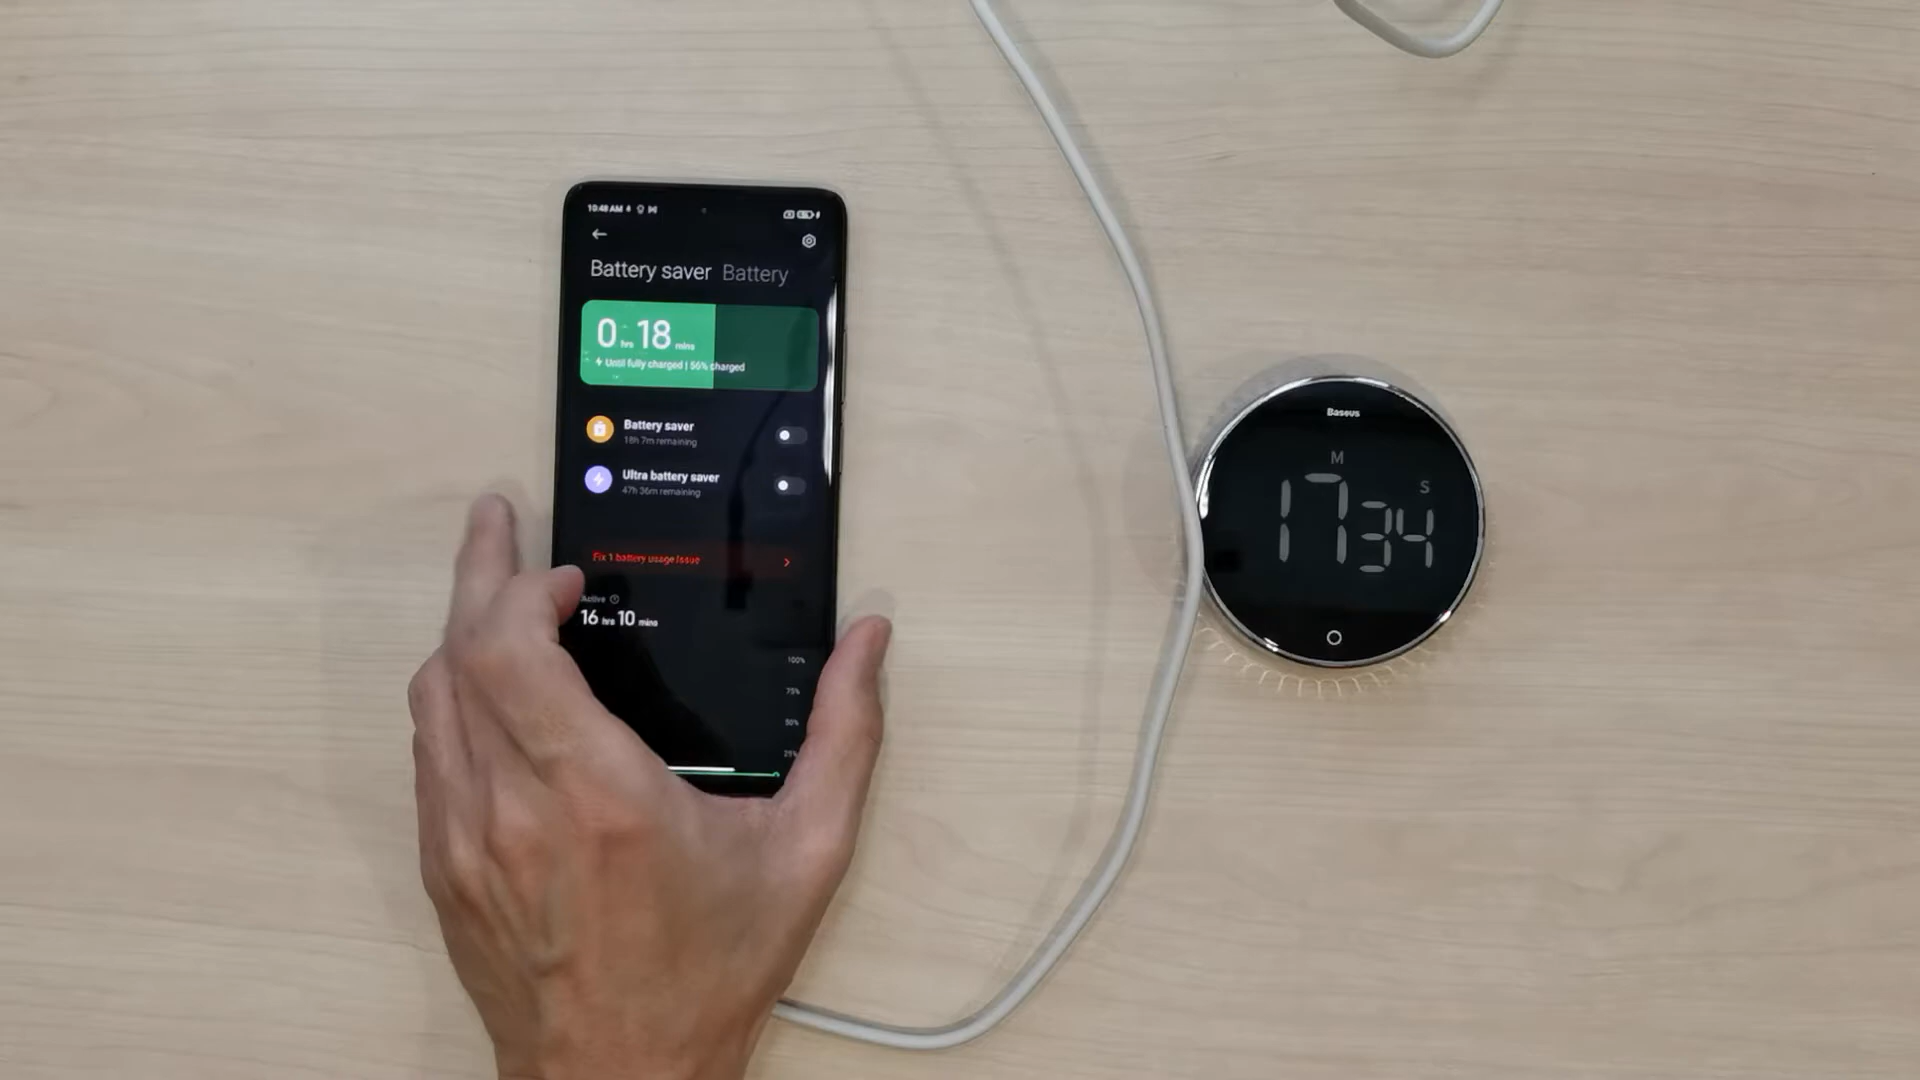 10:48 AM
Battery saver Battery
0 hrs 18 mins
Until fully charged | 56% charged
Battery saver
18h 7m remaining
Ultra battery saver
47h 36m remaining
Fix 1 battery usage issue
Active
16 hrs 10 mins
100%
75%
50%
25%
Baseus
M
S
17 34